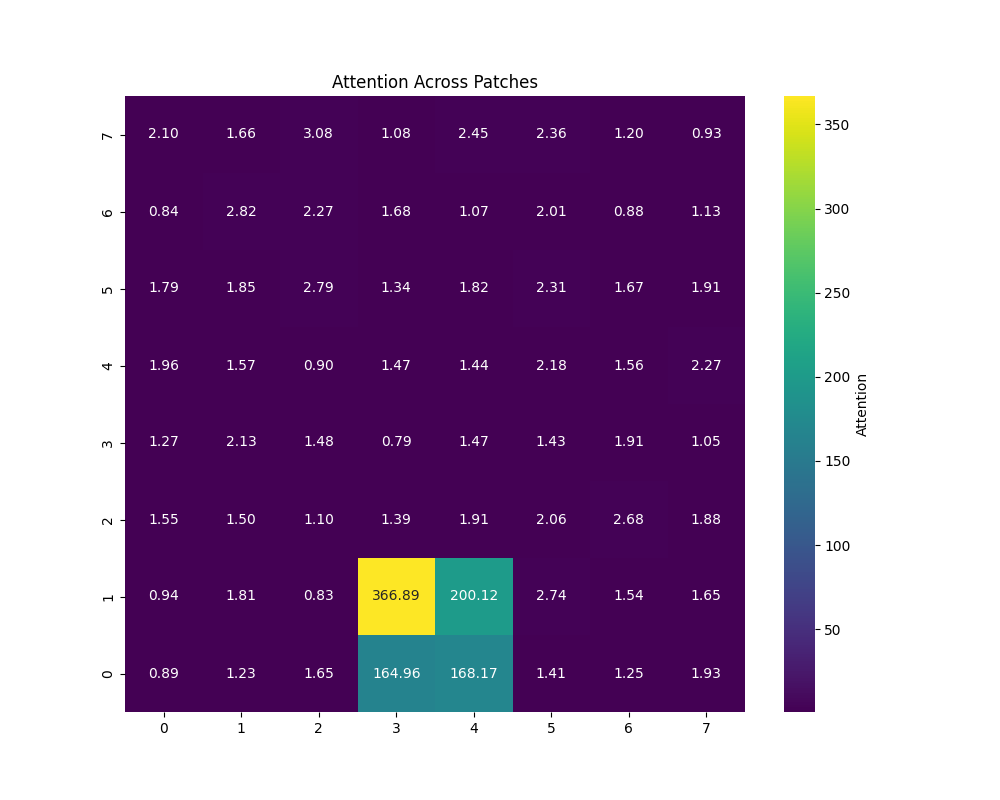 Attention Across Patches
7 2.10 1.66 3.08 1.08 2.45 2.36 1.20 0.93
6 0.84 2.82 2.27 1.68 1.07 2.01 0.88 1.13
5 1.79 1.85 2.79 1.34 1.82 2.31 1.67 1.91
4 1.96 1.57 0.90 1.47 1.44 2.18 1.56 2.27
3 1.27 2.13 1.48 0.79 1.47 1.43 1.91 1.05
2 1.55 1.50 1.10 1.39 1.91 2.06 2.68 1.88
1 0.94 1.81 0.83 366.89 200.12 2.74 1.54 1.65
0 0.89 1.23 1.65 164.96 168.17 1.41 1.25 1.93
0 1 2 3 4 5 6 7
350
300
250
200
150
100
50
Attention